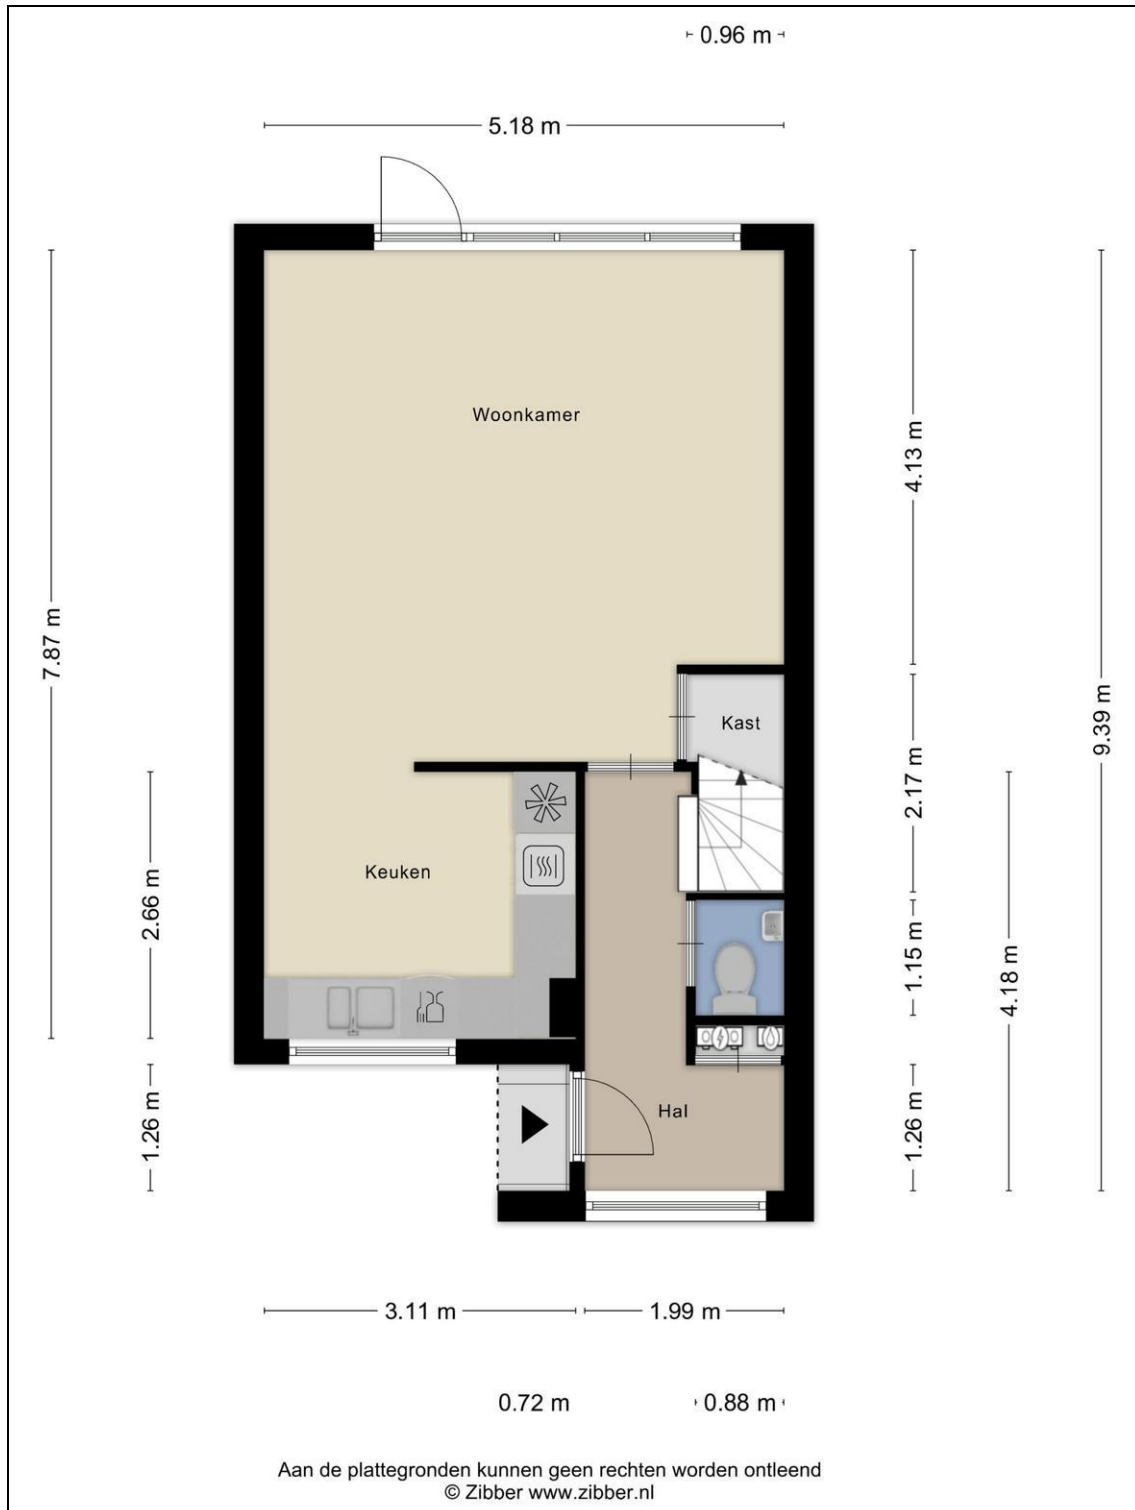 0.96 m
5.18 m
Woonkamer
4.13 m
7.87 m
9.39 m
Kast
2.17 m
Keuken
2.66 m
1.15 m
4.18 m
Hal
1.26 m
1.26 m
3.11 m
1.99 m
0.72 m
0.88 m
Aan de plattegronden kunnen geen rechten worden ontleend
© Zibber www.zibber.nl